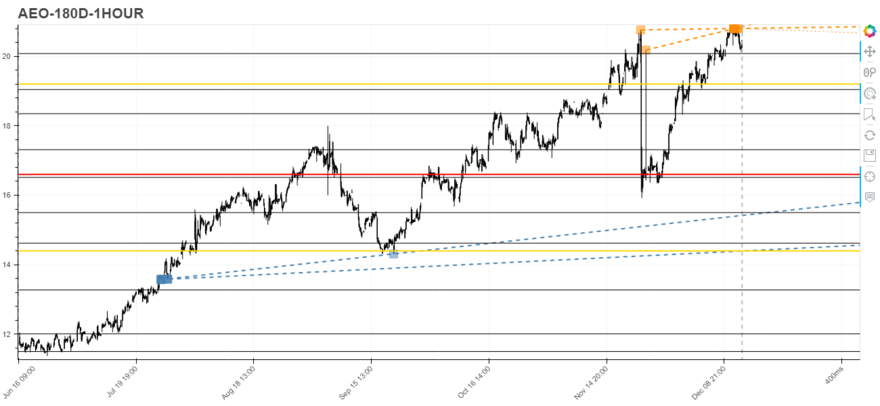 AEO-180D-1HOUR
20
18
16
14
12
Jun 16 09:00
Jul 19 19:00
Aug 18 13:00
Sep 15 13:00
Oct 16 14:00
Nov 14 20:00
Dec 08 21:00
400ms